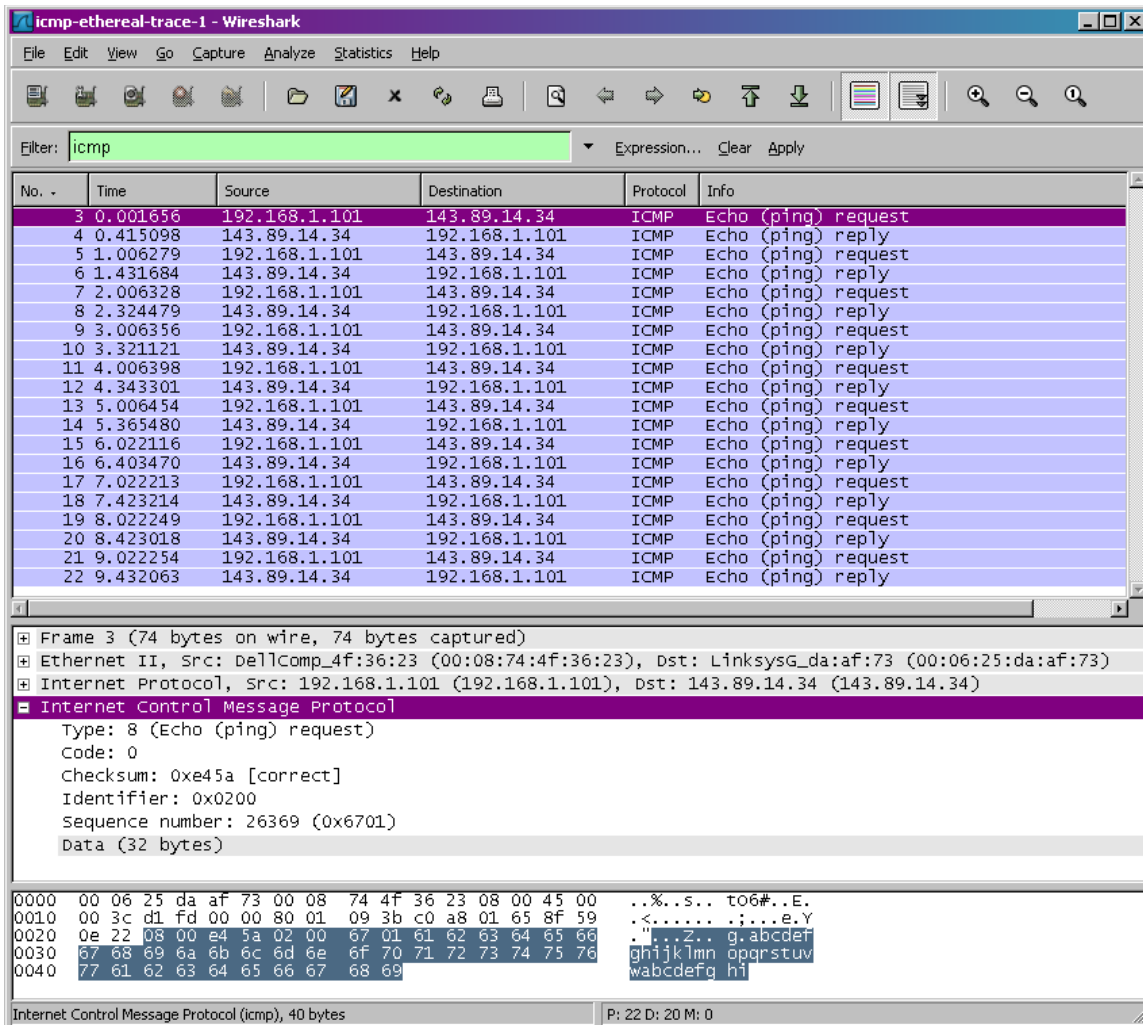 icmp-ethereal-trace-1 - Wireshark
File Edit View Go Capture Analyze Statistics Help
Filter: icmp Expression... Clear Apply
No. - Time Source Destination Protocol Info
3 0.001656 192.168.1.101 143.89.14.34 ICMP Echo (ping) request
4 0.415098 143.89.14.34 192.168.1.101 ICMP Echo (ping) reply
5 1.006279 192.168.1.101 143.89.14.34 ICMP Echo (ping) request
6 1.431684 143.89.14.34 192.168.1.101 ICMP Echo (ping) reply
7 2.006328 192.168.1.101 143.89.14.34 ICMP Echo (ping) request
8 2.324479 143.89.14.34 192.168.1.101 ICMP Echo (ping) reply
9 3.006356 192.168.1.101 143.89.14.34 ICMP Echo (ping) request
10 3.321121 143.89.14.34 192.168.1.101 ICMP Echo (ping) reply
11 4.006398 192.168.1.101 143.89.14.34 ICMP Echo (ping) request
12 4.343301 143.89.14.34 192.168.1.101 ICMP Echo (ping) reply
13 5.006454 192.168.1.101 143.89.14.34 ICMP Echo (ping) request
14 5.365480 143.89.14.34 192.168.1.101 ICMP Echo (ping) reply
15 6.022116 192.168.1.101 143.89.14.34 ICMP Echo (ping) request
16 6.403470 143.89.14.34 192.168.1.101 ICMP Echo (ping) reply
17 7.022213 192.168.1.101 143.89.14.34 ICMP Echo (ping) request
18 7.423214 143.89.14.34 192.168.1.101 ICMP Echo (ping) reply
19 8.022249 192.168.1.101 143.89.14.34 ICMP Echo (ping) request
20 8.423018 143.89.14.34 192.168.1.101 ICMP Echo (ping) reply
21 9.022254 192.168.1.101 143.89.14.34 ICMP Echo (ping) request
22 9.432063 143.89.14.34 192.168.1.101 ICMP Echo (ping) reply
Frame 3 (74 bytes on wire, 74 bytes captured)
Ethernet II, Src: DellComp_4f:36:23 (00:08:74:4f:36:23), Dst: LinksysG_da:af:73 (00:06:25:da:af:73)
Internet Protocol, Src: 192.168.1.101 (192.168.1.101), Dst: 143.89.14.34 (143.89.14.34)
Internet Control Message Protocol
Type: 8 (Echo (ping) request)
Code: 0
Checksum: 0xe45a [correct]
Identifier: 0x0200
Sequence number: 26369 (0x6701)
Data (32 bytes)
0000 00 06 25 da af 73 00 08 74 4f 36 23 08 00 45 00 ..%..s.. tO6#..E.
0010 00 3c d1 fd 00 00 80 01 09 3b c0 a8 01 65 8f 59 .<...... .;...e.Y
0020 0e 22 08 00 e4 5a 02 00 67 01 61 62 63 64 65 66 ."...Z.. g.abcdef
0030 67 68 69 6a 6b 6c 6d 6e 6f 70 71 72 73 74 75 76 ghijklmn opqrstuv
0040 77 61 62 63 64 65 66 67 68 69 wabcdefg hi
Internet Control Message Protocol (icmp), 40 bytes P: 22 D: 20 M: 0